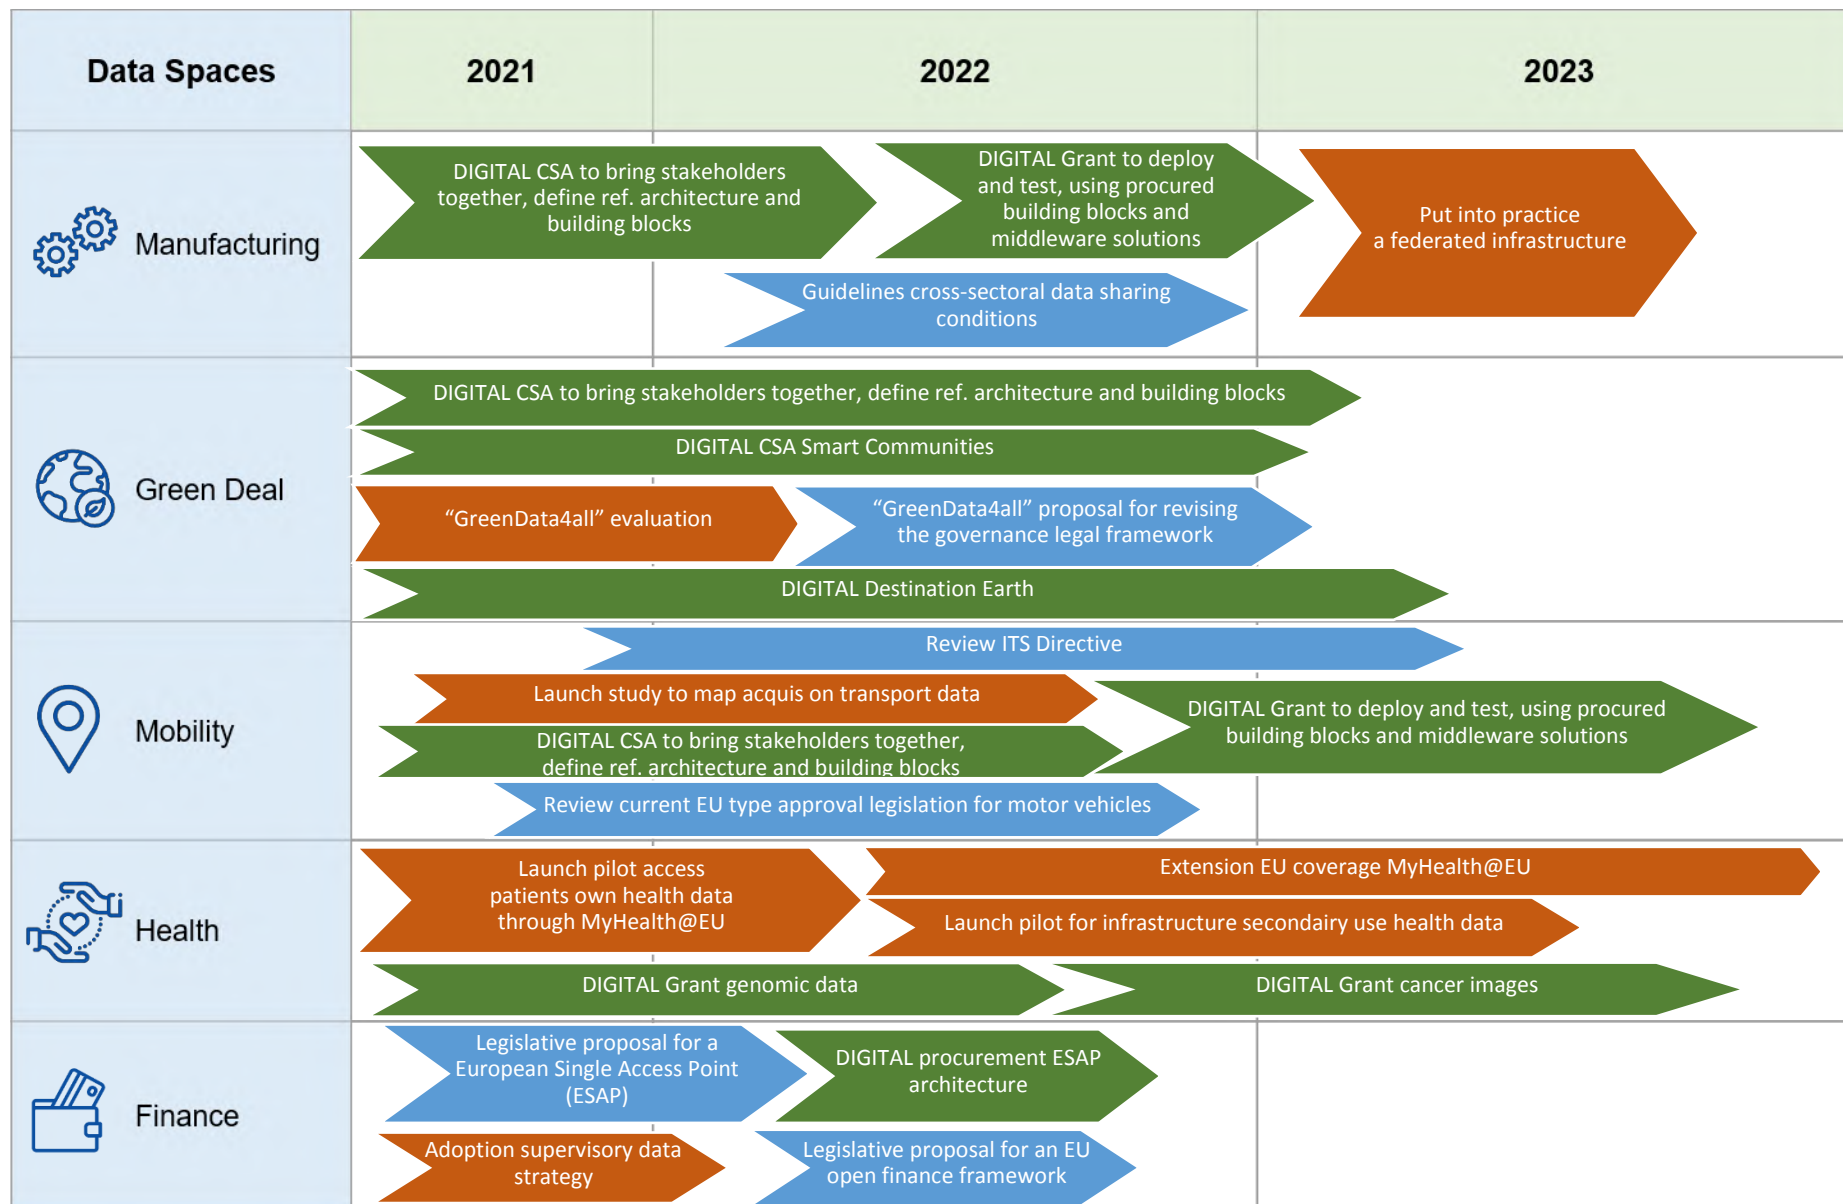 Data Spaces
2021
2022
2023
Manufacturing
DIGITAL CSA to bring stakeholders
together, define ref. architecture and
building blocks
DIGITAL Grant to deploy
and test, using procured
building blocks and
middleware solutions
Put into practice
a federated infrastructure
Guidelines cross-sectoral data sharing
conditions
Green Deal
DIGITAL CSA to bring stakeholders together, define ref. architecture and building blocks
DIGITAL CSA Smart Communities
“GreenData4all” evaluation
“GreenData4all” proposal for revising
the governance legal framework
DIGITAL Destination Earth
Mobility
Review ITS Directive
Launch study to map acquis on transport data
DIGITAL CSA to bring stakeholders together,
define ref. architecture and building blocks
DIGITAL Grant to deploy and test, using procured
building blocks and middleware solutions
Review current EU type approval legislation for motor vehicles
Health
Launch pilot access
patients own health data
through MyHealth@EU
Extension EU coverage MyHealth@EU
Launch pilot for infrastructure secondairy use health data
DIGITAL Grant genomic data
DIGITAL Grant cancer images
Finance
Legislative proposal for a
European Single Access Point
(ESAP)
DIGITAL procurement ESAP
architecture
Adoption supervisory data
strategy
Legislative proposal for an EU
open finance framework